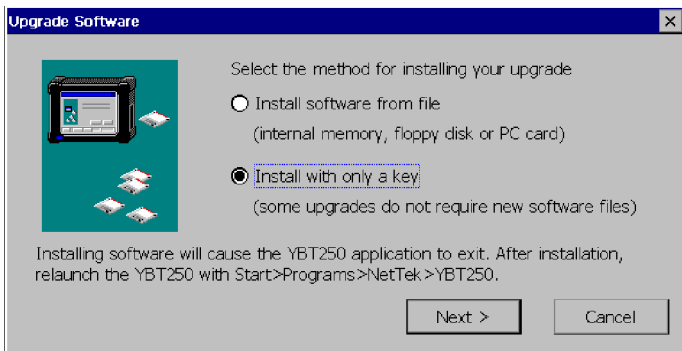 Upgrade Software
Select the method for installing your upgrade
Install software from file
(internal memory, floppy disk or PC card)
Install with only a key
(some upgrades do not require new software files)
Installing software will cause the YBT250 application to exit. After installation,
relaunch the YBT250 with Start>Programs>NetTek>YBT250.
Next >
Cancel